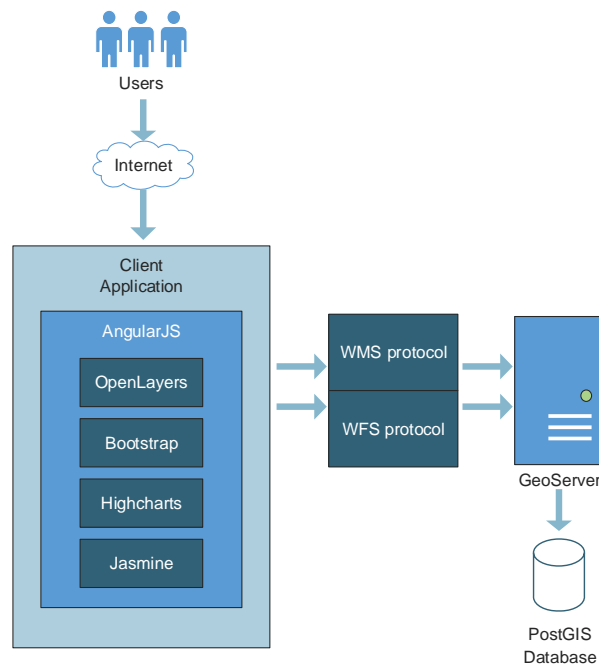 Users
Internet
Client
Application
AngularJS
OpenLayers
Bootstrap
Highcharts
Jasmine
WMS protocol
WFS protocol
GeoServer
PostGIS
Database